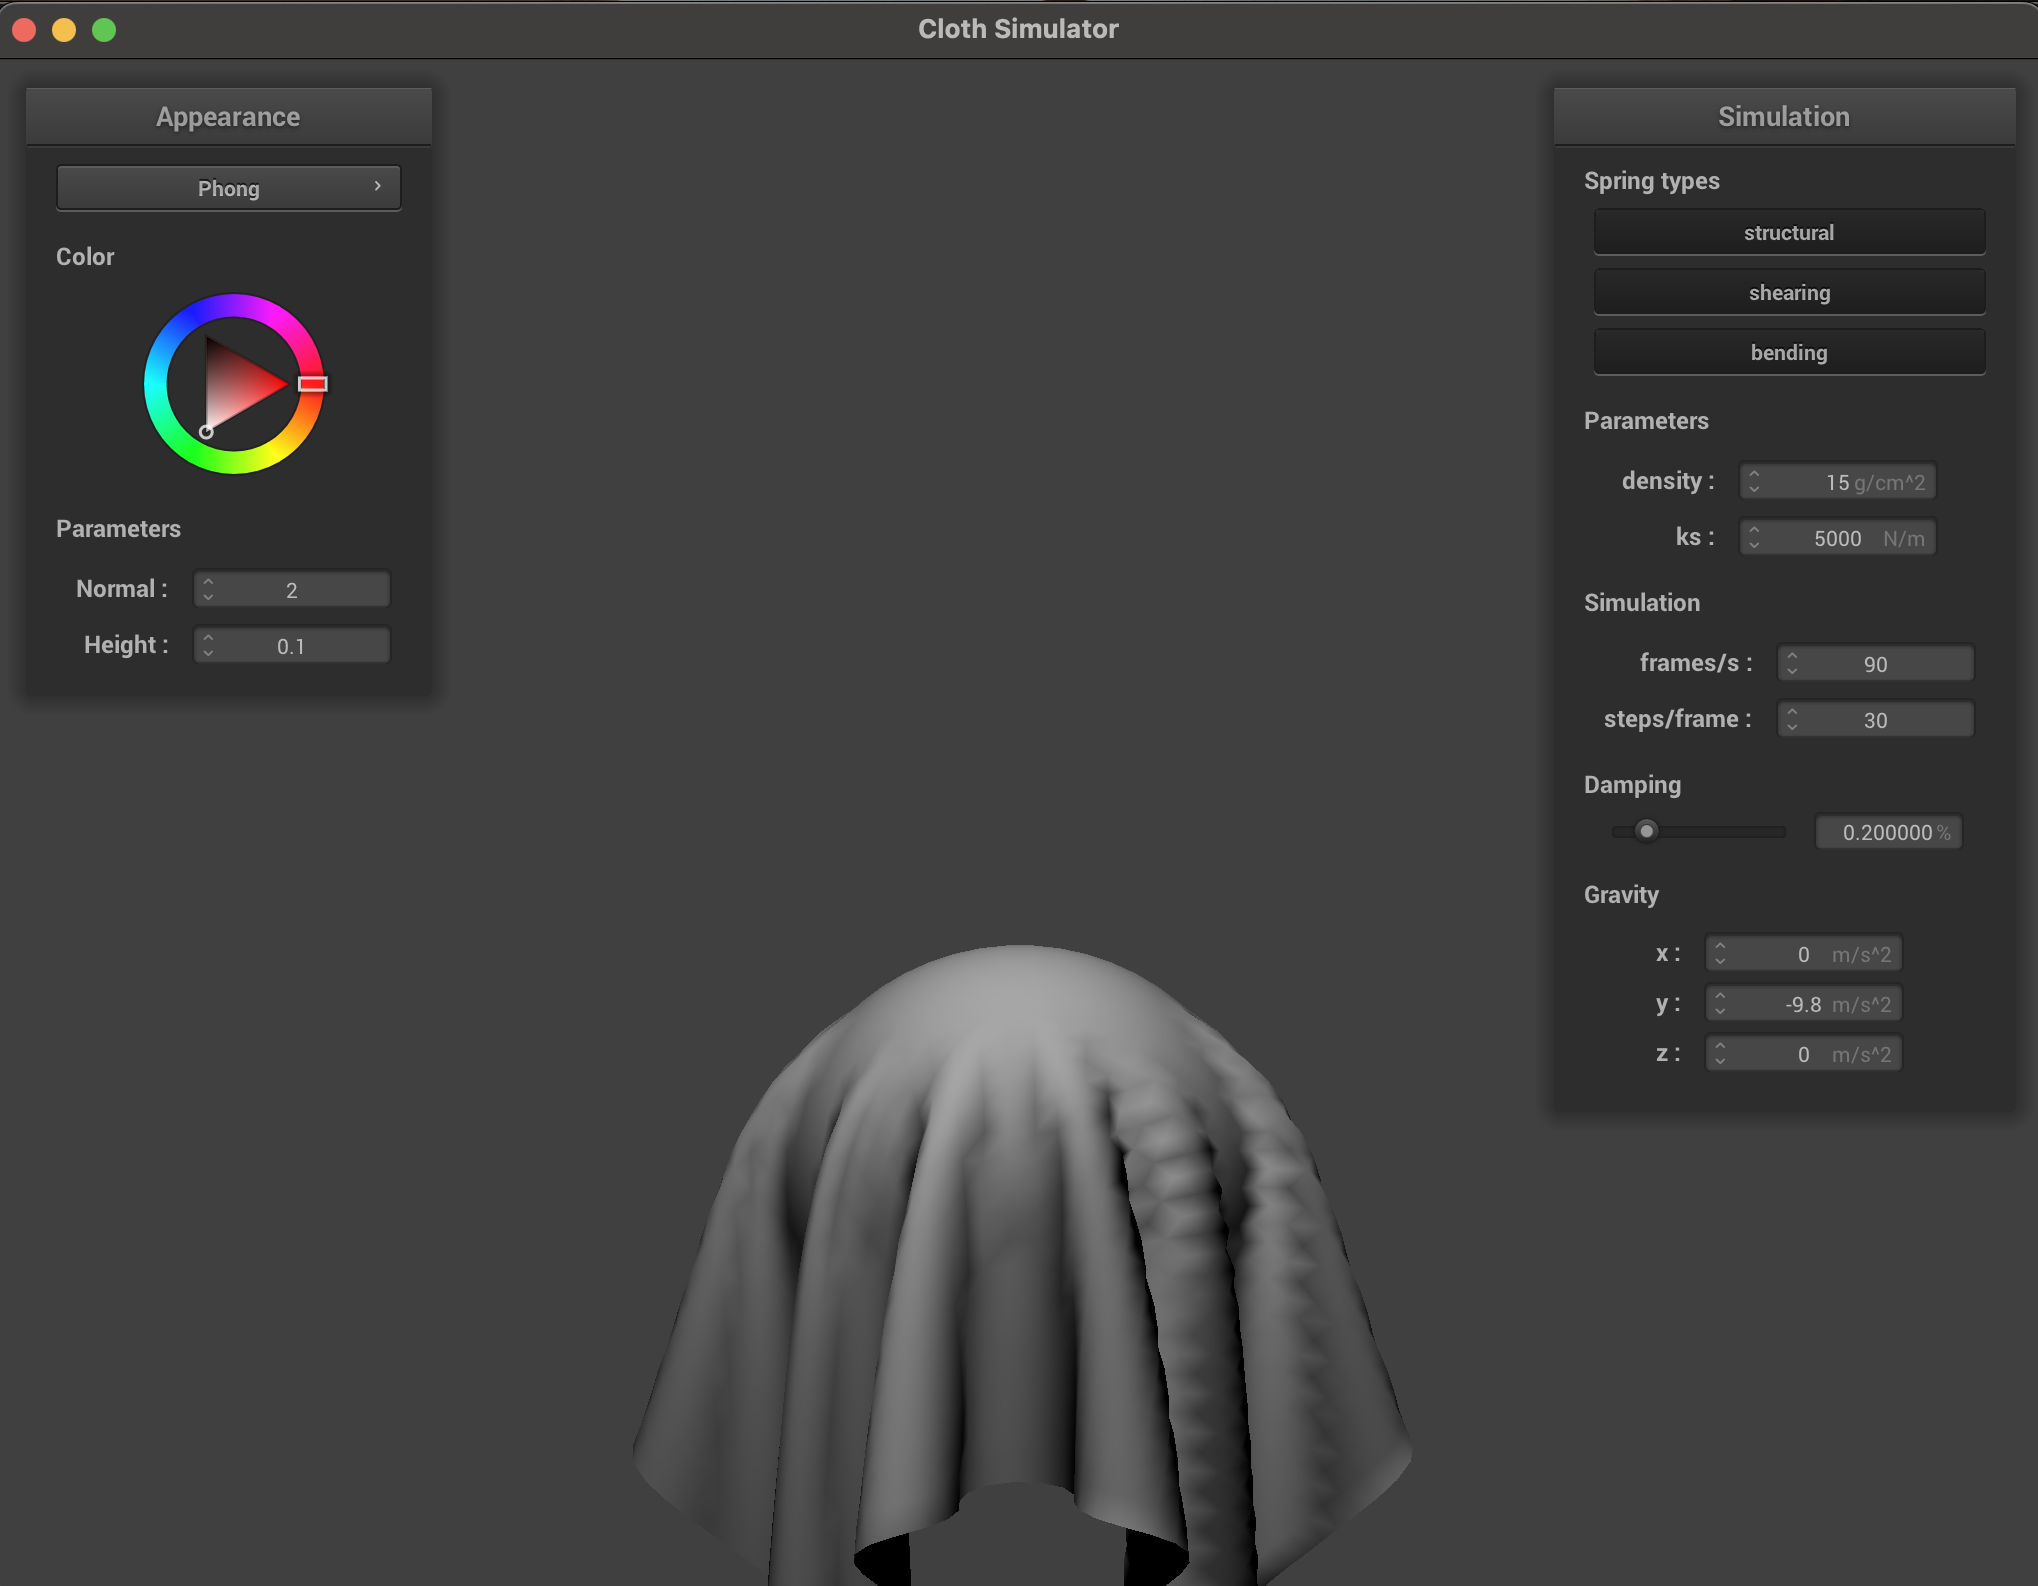 Cloth Simulator
Appearance
Phong
Color
Parameters
Normal : 2
Height : 0.1
Simulation
Spring types
structural
shearing
bending
Parameters
density : 15 g/cm^2
ks : 5000 N/m
Simulation
frames/s : 90
steps/frame : 30
Damping
0.200000 %
Gravity
x : 0 m/s^2
y : -9.8 m/s^2
z : 0 m/s^2